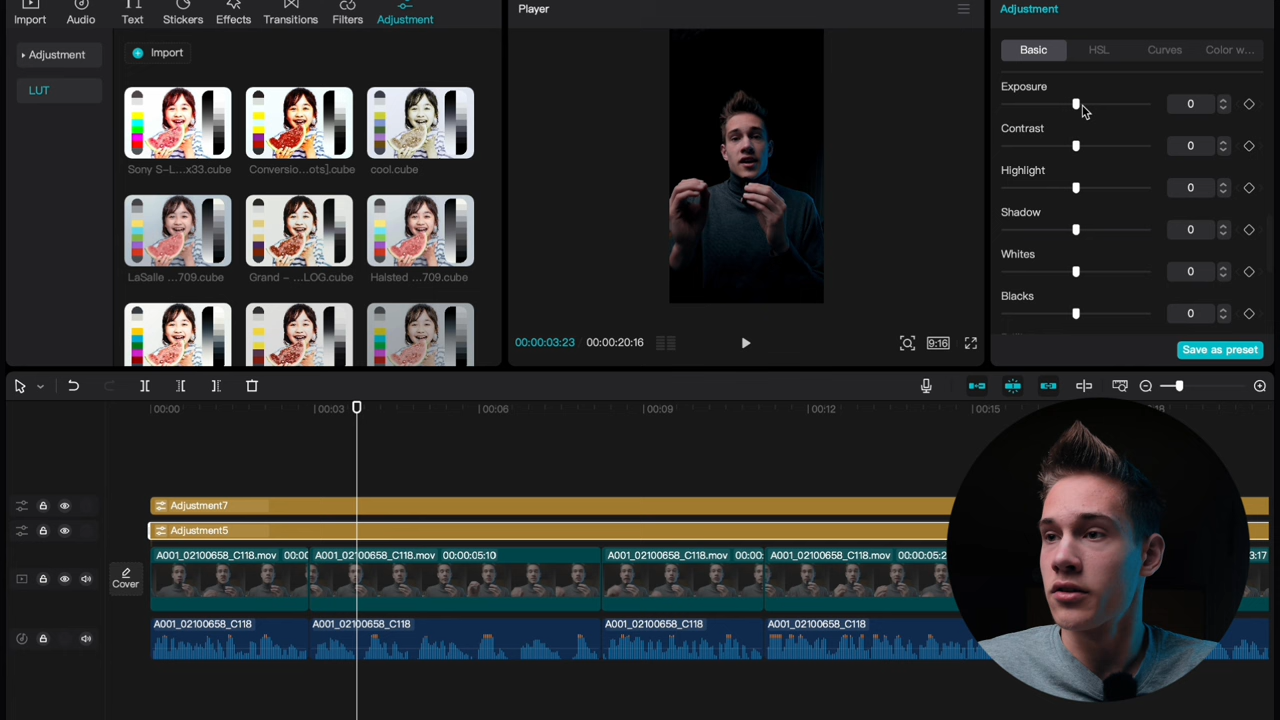 Import Audio Text Stickers Effects Transitions Filters Adjustment
Adjustment
LUT
Import
Sony S-L...x33.cube Conversio...ots].cube cool.cube
LaSalle ...709.cube Grand - ...LOG.cube Halsted ...709.cube
Player
00:00:03:23 00:00:20:16
9:16
Adjustment
Basic HSL Curves Color w...
Exposure
0
Contrast
0
Highlight
0
Shadow
0
Whites
0
Blacks
0
Save as preset
00:00 00:03 00:06 00:09 00:12 00:15
Adjustment7
Adjustment5
Cover
A001_02100658_C118.mov 00:00 A001_02100658_C118.mov 00:00:05:10 A001_02100658_C118.mov 00:00: A001_02100658_C118.mov 00:00:05:2 3:17
A001_02100658_C118 A001_02100658_C118 A001_02100658_C118 A001_02100658_C118